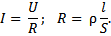 I = U/R ;   R = ρ l/S.